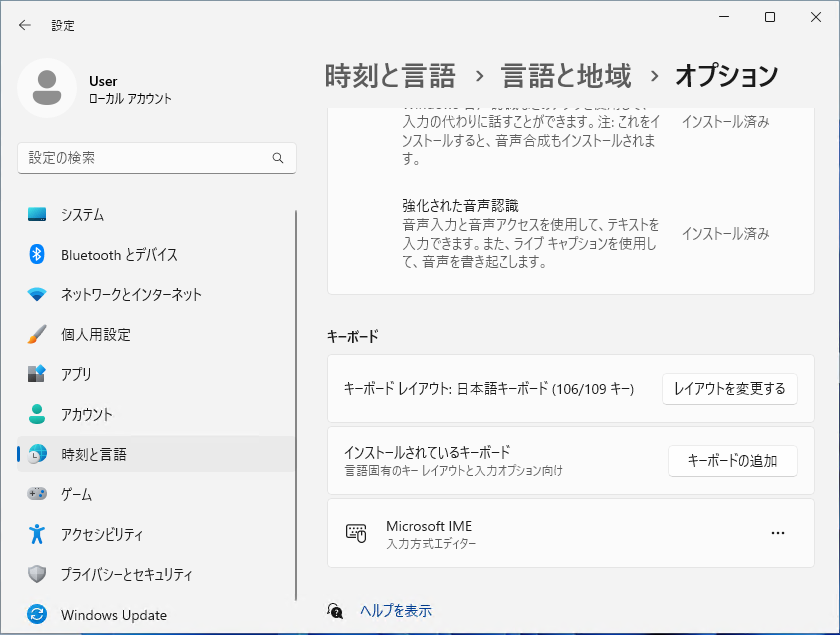 設定
User
ローカル アカウント
設定の検索
システム
Bluetooth とデバイス
ネットワークとインターネット
個人用設定
アプリ
アカウント
時刻と言語
ゲーム
アクセシビリティ
プライバシーとセキュリティ
Windows Update
時刻と言語 › 言語と地域 › オプション
入力の代わりに話すことができます。注: これをイ
ンストールすると、音声合成もインストールされま
す。
インストール済み
強化された音声認識
音声入力と音声アクセスを使用して、テキストを
入力できます。また、ライブ キャプションを使用し
て、音声を書き起こします。
インストール済み
キーボード
キーボード レイアウト: 日本語キーボード (106/109 キー)
レイアウトを変更する
インストールされているキーボード
言語固有のキー レイアウトと入力オプション向け
キーボードの追加
Microsoft IME
入力方式エディター
ヘルプを表示